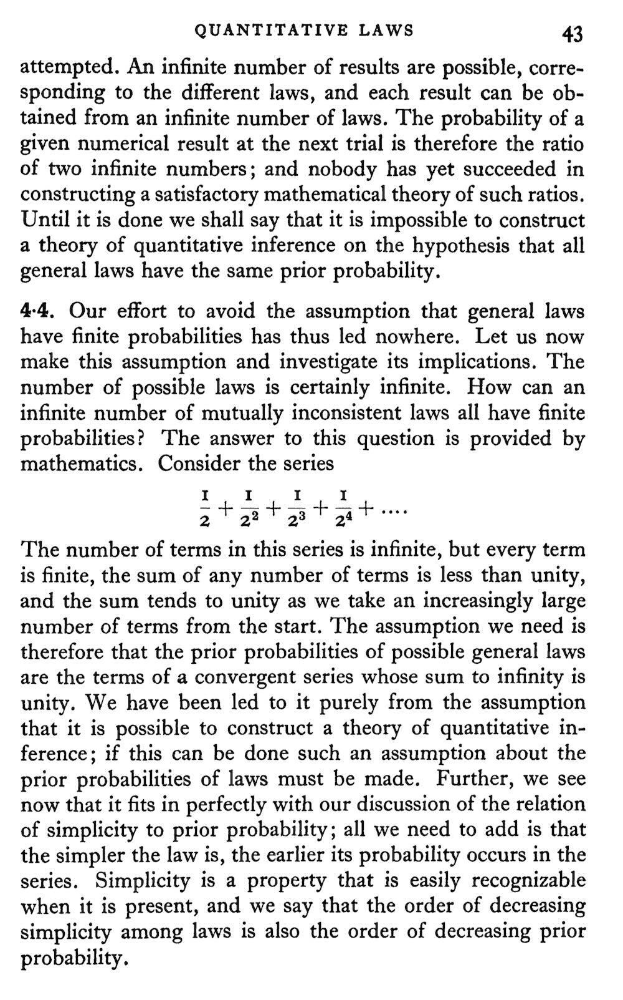 QUANTITATIVE LAWS 43
attempted. An infinite number of results are possible, corre-
sponding to the different laws, and each result can be ob-
tained from an infinite number of laws. The probability of a
given numerical result at the next trial is therefore the ratio
of two infinite numbers; and nobody has yet succeeded in
constructing a satisfactory mathematical theory of such ratios.
Until it is done we shall say that it is impossible to construct
a theory of quantitative inference on the hypothesis that all
general laws have the same prior probability.
4·4. Our effort to avoid the assumption that general laws
have finite probabilities has thus led nowhere. Let us now
make this assumption and investigate its implications. The
number of possible laws is certainly infinite. How can an
infinite number of mutually inconsistent laws all have finite
probabilities? The answer to this question is provided by
mathematics. Consider the series
1/2 + 1/2² + 1/2³ + 1/2⁴ + ....
The number of terms in this series is infinite, but every term
is finite, the sum of any number of terms is less than unity,
and the sum tends to unity as we take an increasingly large
number of terms from the start. The assumption we need is
therefore that the prior probabilities of possible general laws
are the terms of a convergent series whose sum to infinity is
unity. We have been led to it purely from the assumption
that it is possible to construct a theory of quantitative in-
ference; if this can be done such an assumption about the
prior probabilities of laws must be made. Further, we see
now that it fits in perfectly with our discussion of the relation
of simplicity to prior probability; all we need to add is that
the simpler the law is, the earlier its probability occurs in the
series. Simplicity is a property that is easily recognizable
when it is present, and we say that the order of decreasing
simplicity among laws is also the order of decreasing prior
probability.